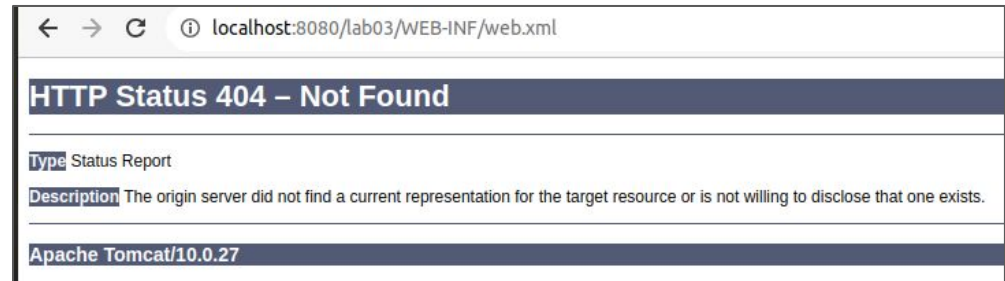 localhost:8080/lab03/WEB-INF/web.xml
HTTP Status 404 – Not Found
Type Status Report
Description The origin server did not find a current representation for the target resource or is not willing to disclose that one exists.
Apache Tomcat/10.0.27